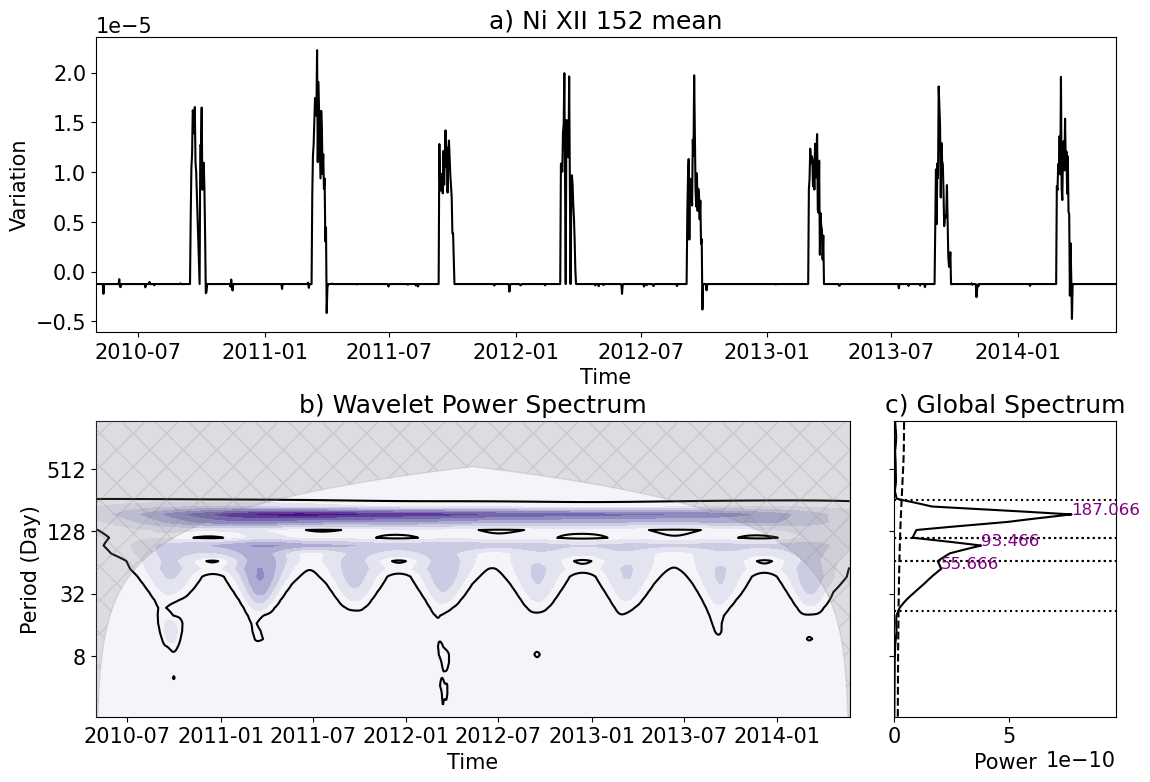 a) Ni XII 152 mean
1e−5
2.0
1.5
1.0
0.5
0.0
−0.5
Variation
2010-07 2011-01 2011-07 2012-01 2012-07 2013-01 2013-07 2014-01
Time
b) Wavelet Power Spectrum
512
128
32
8
Period (Day)
2010-07 2011-01 2011-07 2012-01 2012-07 2013-01 2013-07 2014-01
Time
c) Global Spectrum
187.066
93.466
55.666
0 5
Power 1e−10